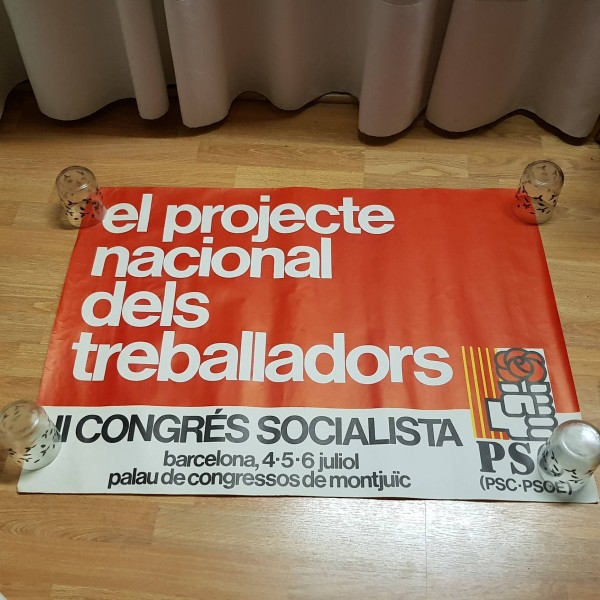 el projecte
nacional
dels
treballadors
II CONGRÉS SOCIALISTA
barcelona, 4·5·6 juliol
palau de congressos de montjuïc
PS
(PSC·PSOE)